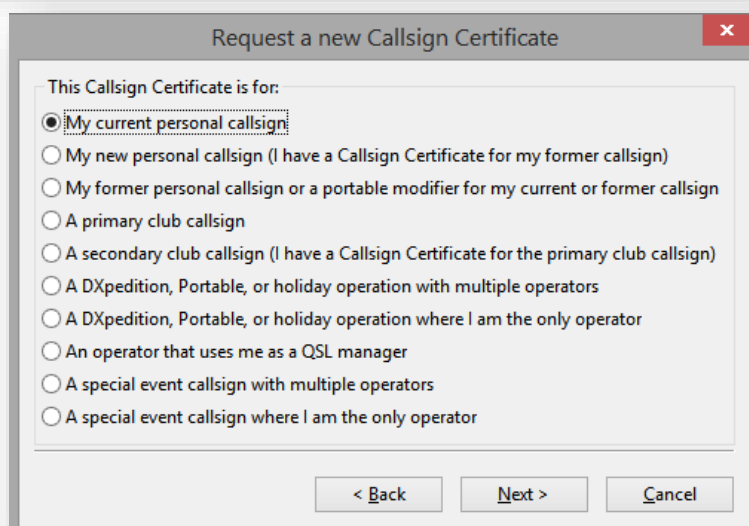 Request a new Callsign Certificate
x
This Callsign Certificate is for:
My current personal callsign
My new personal callsign (I have a Callsign Certificate for my former callsign)
My former personal callsign or a portable modifier for my current or former callsign
A primary club callsign
A secondary club callsign (I have a Callsign Certificate for the primary club callsign)
A DXpedition, Portable, or holiday operation with multiple operators
A DXpedition, Portable, or holiday operation where I am the only operator
An operator that uses me as a QSL manager
A special event callsign with multiple operators
A special event callsign where I am the only operator
< Back Next > Cancel